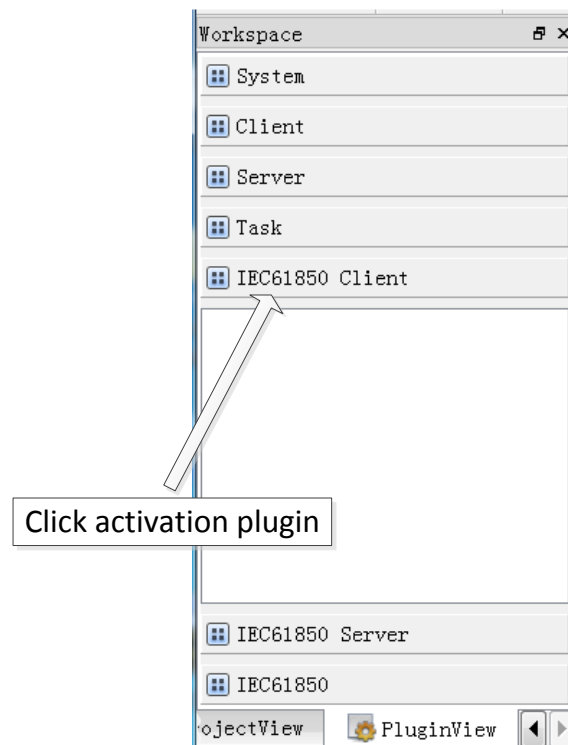 Workspace
System
Client
Server
Task
IEC61850 Client
Click activation plugin
IEC61850 Server
IEC61850
ojectView
PluginView